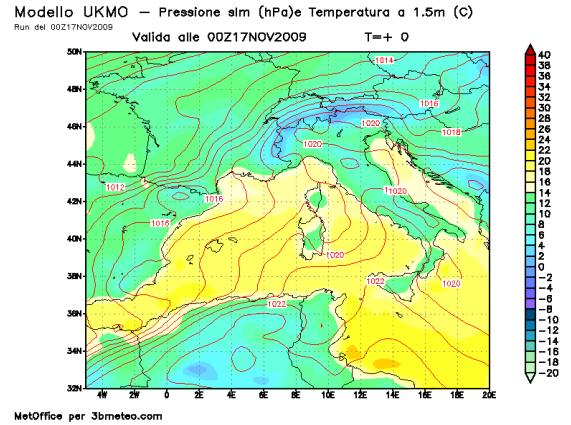 Modello UKMO — Pressione slm (hPa)e Temperatura a 1.5m (C)
Run del 00Z17NOV2009
Valida alle 00Z17NOV2009 T=+ 0
50N
48N
46N
44N
42N
40N
38N
36N
34N
32N
4W 2W 0 2E 4E 6E 8E 10E 12E 14E 16E 18E 20E
1014
1016
1020
1018
1020
1012
1016
1020
1016
1020
1022
1020
1022
40
38
36
34
32
30
28
26
24
22
20
18
16
14
12
10
8
6
4
2
0
−2
−4
−6
−8
−10
−12
−14
−16
−18
−20
MetOffice per 3bmeteo.com